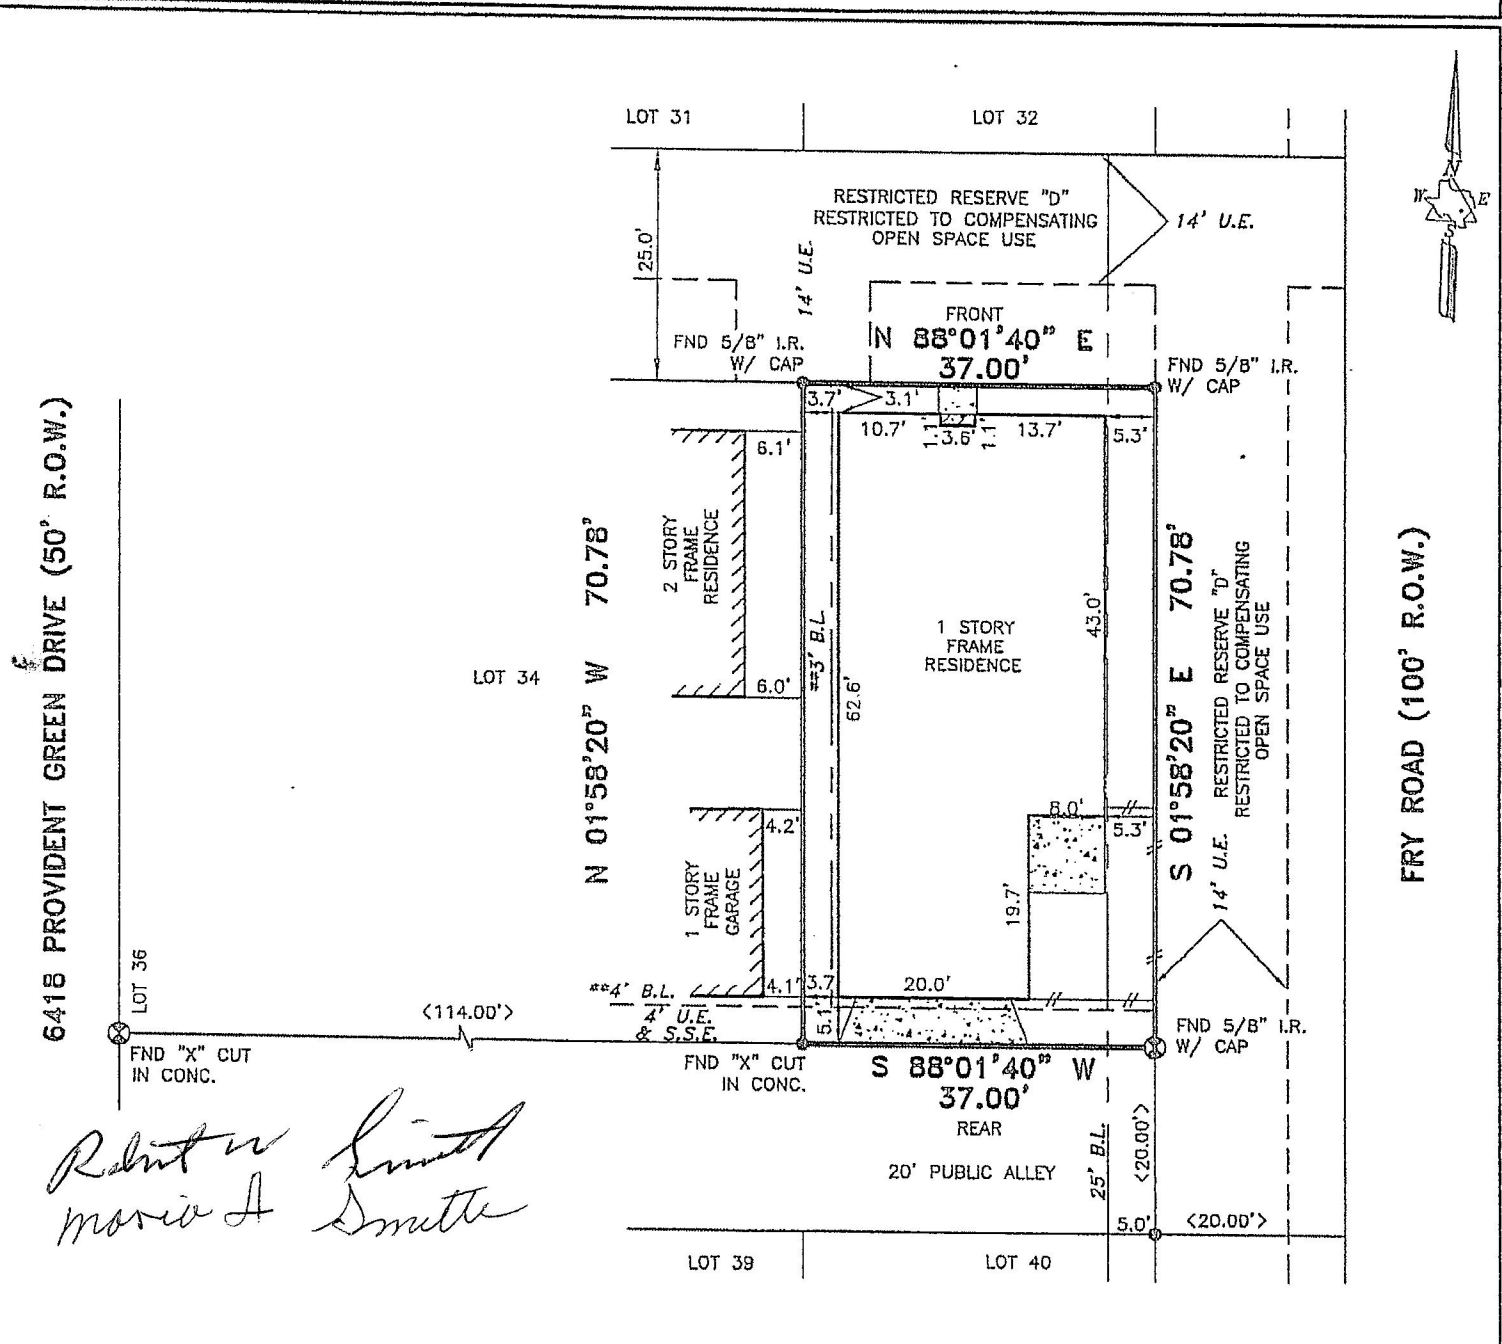 LOT 31
LOT 32
N
W
E
S
RESTRICTED RESERVE "D"
RESTRICTED TO COMPENSATING
OPEN SPACE USE
14' U.E.
25.0'
14' U.E.
FRONT
N 88°01'40" E
37.00'
FND 5/8" I.R.
W/ CAP
FND 5/8" I.R.
W/ CAP
3.7'
3.1'
10.7'
1.1'
3.6'
1.1'
13.7'
5.3'
6.1'
2 STORY
FRAME
RESIDENCE
6.0'
6418 PROVIDENT GREEN DRIVE (50' R.O.W.)
LOT 34
N 01°58'20" W 70.78'
**3' B.L.
62.6'
1 STORY
FRAME
RESIDENCE
43.0'
S 01°58'20" E 70.78'
RESTRICTED RESERVE "D"
RESTRICTED TO COMPENSATING
OPEN SPACE USE
14' U.E.
FRY ROAD (100' R.O.W.)
8.0'
5.3'
4.2'
1 STORY
FRAME
GARAGE
19.7'
4.1'
3.7
20.0'
5.1'
**4' B.L.
4' U.E.
& S.S.E.
LOT 36
<114.00'>
FND "X" CUT
IN CONC.
FND "X" CUT
IN CONC.
FND 5/8" I.R.
W/ CAP
S 88°01'40" W
37.00'
REAR
20' PUBLIC ALLEY
25' B.L.
<20.00'>
5.0'
<20.00'>
LOT 39
LOT 40
Robert W Smith
Maria A Smith